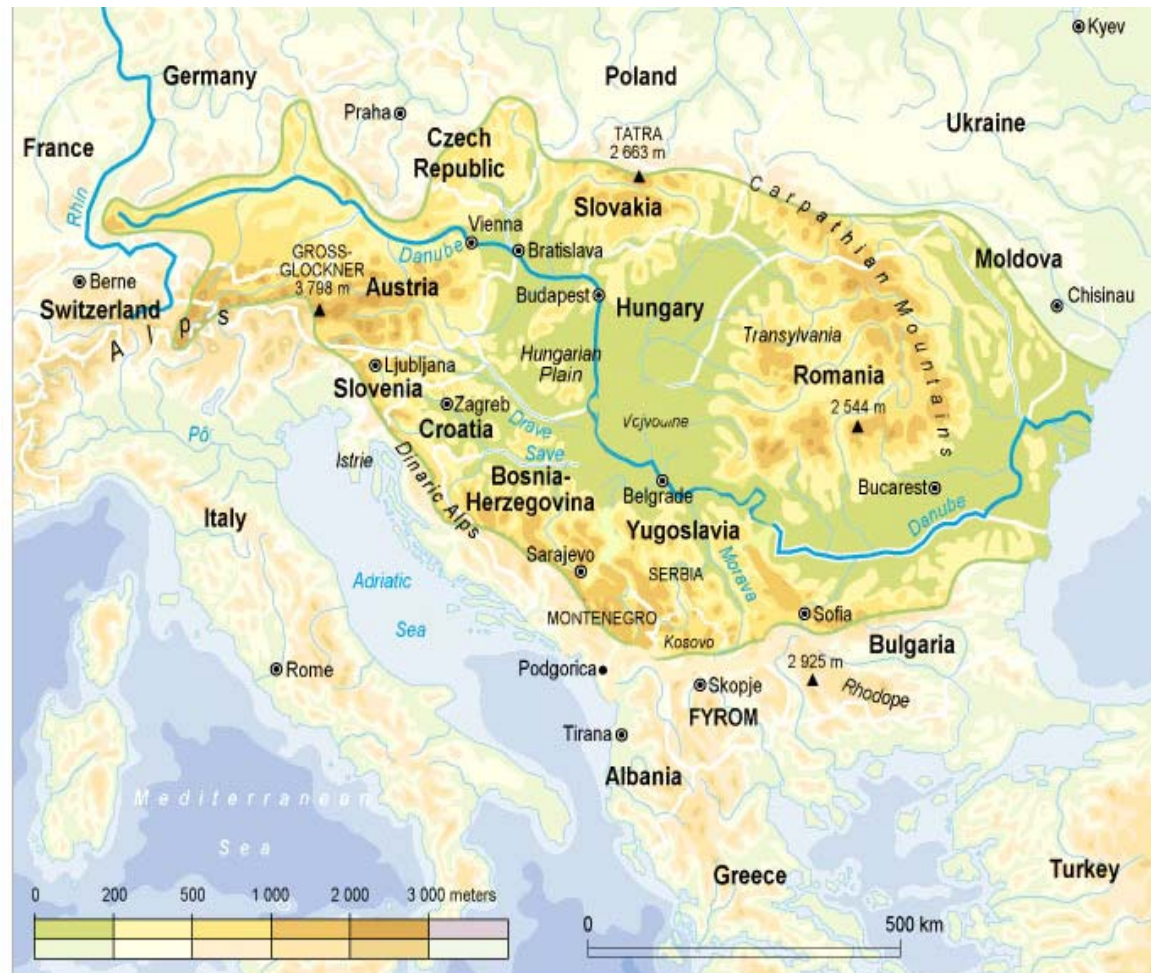 Kyev
Germany
Poland
Praha
Ukraine
France
Czech
Republic
TATRA
2 663 m
Carpathian Mountains
Rhin
Slovakia
Vienna
Danube
Bratislava
Moldova
GROSS-
GLOCKNER
3 798 m
Berne
Austria
Budapest
Hungary
Chisinau
Switzerland
Alps
Transylvania
Hungarian
Plain
Ljubljana
Slovenia
Romania
2 544 m
Zagreb
Croatia
Drave
Save
Pô
Istrie
Dinaric Alps
Bosnia-
Herzegovina
Belgrade
Bucarest
Danube
Italy
Yugoslavia
Sarajevo
SERBIA
Morava
Adriatic
Sea
MONTENEGRO
Sofia
Kosovo
Bulgaria
Rome
Podgorica
2 925 m
Skopje
Rhodope
FYROM
Tirana
Albania
Mediterranean
Sea
Greece
Turkey
0 200 500 1 000 2 000 3 000 meters
0 500 km